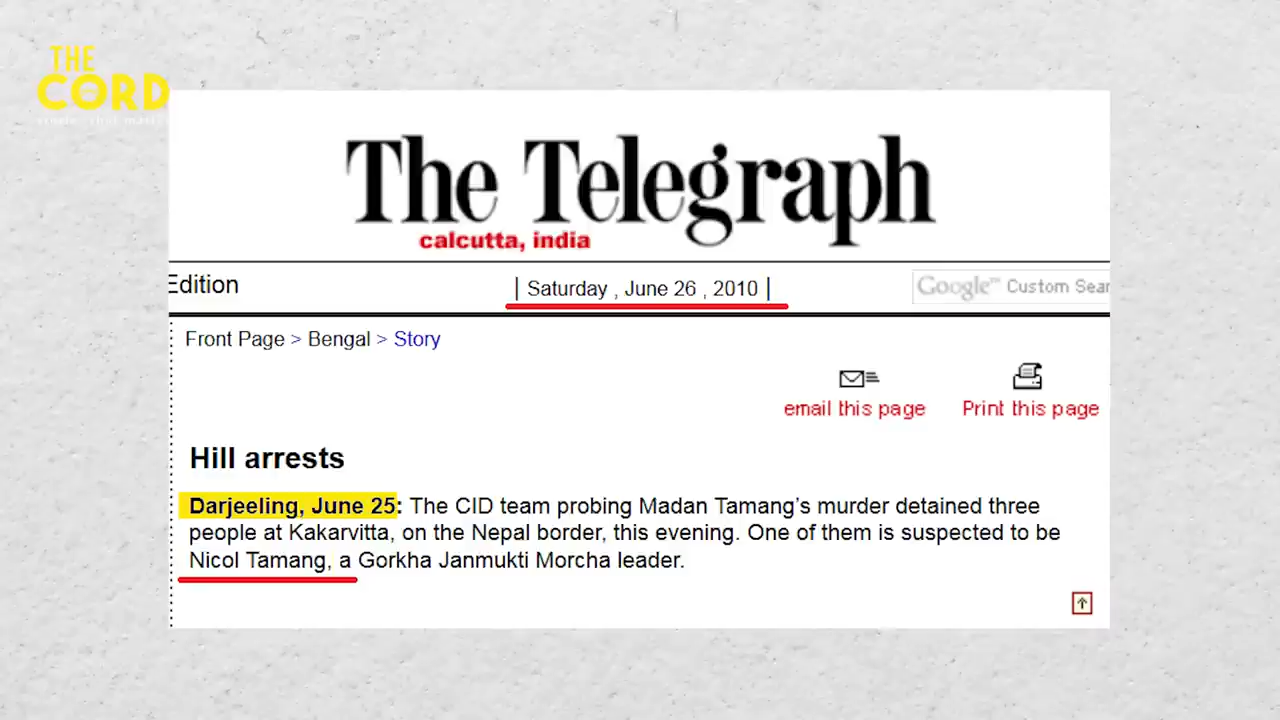 THE
CORD
The Telegraph
calcutta, india
Edition
| Saturday , June 26 , 2010 |
Google™ Custom Sear
Front Page > Bengal > Story
email this page
Print this page
Hill arrests
Darjeeling, June 25: The CID team probing Madan Tamang's murder detained three
people at Kakarvitta, on the Nepal border, this evening. One of them is suspected to be
Nicol Tamang, a Gorkha Janmukti Morcha leader.